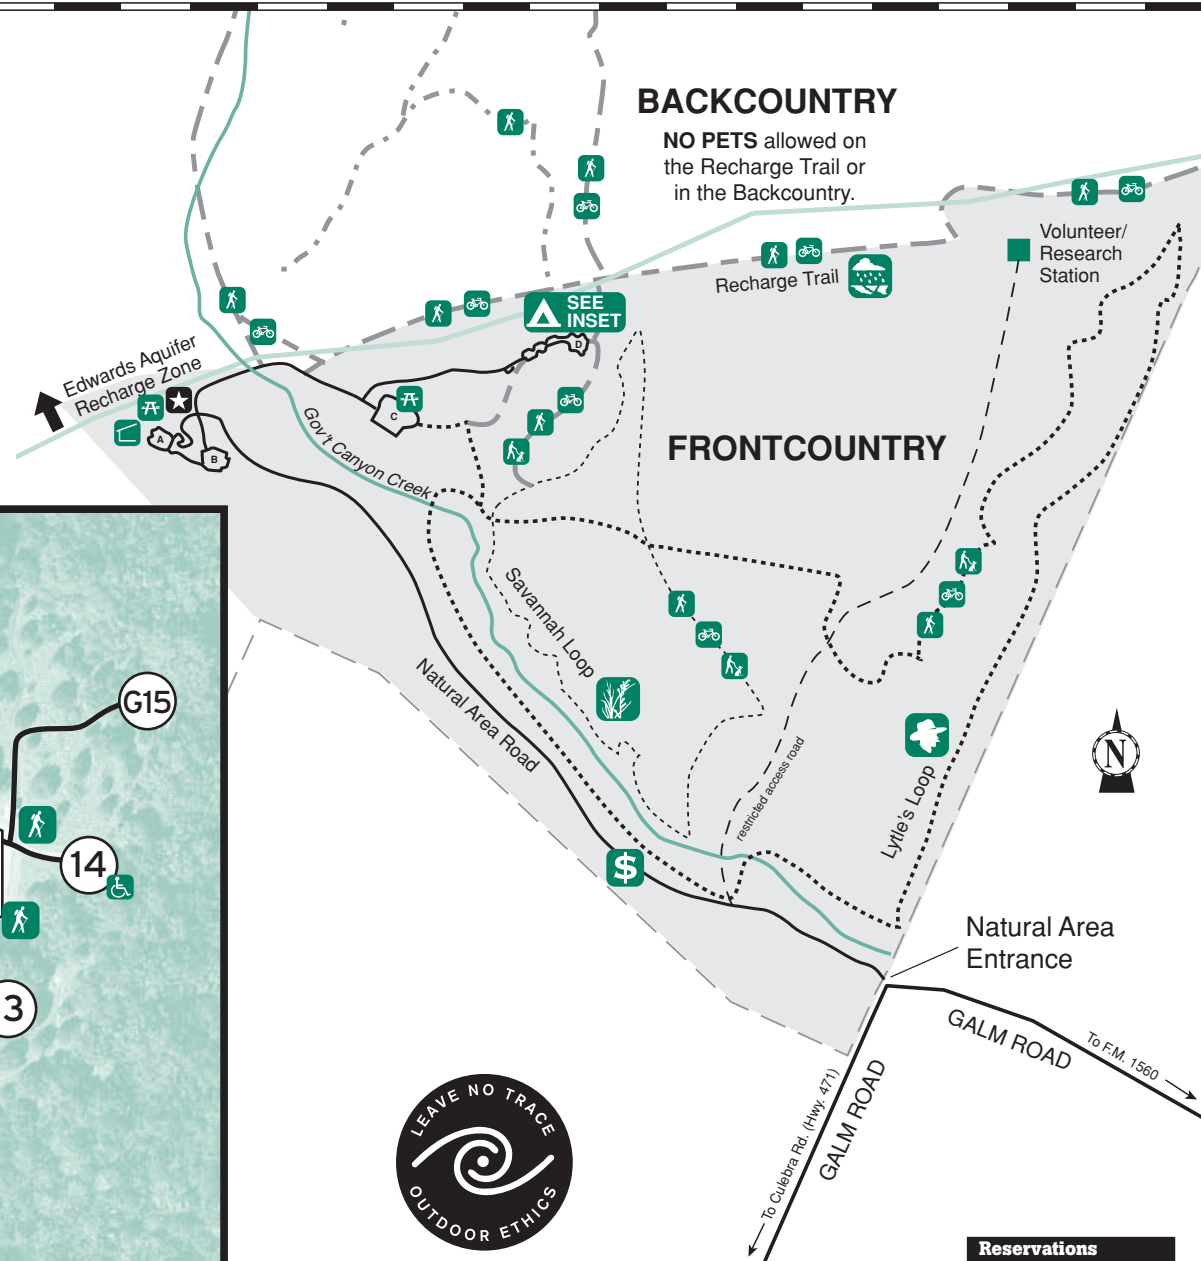 BACKCOUNTRY
NO PETS allowed on
the Recharge Trail or
in the Backcountry.
Volunteer/
Research
Station
Recharge Trail
SEE
INSET
D
Edwards Aquifer
Recharge Zone
C
A
B
Gov't Canyon Creek
FRONTCOUNTRY
Savannah Loop
Natural Area Road
G15
14
3
$
restricted access road
Lytle's Loop
N
Natural Area
Entrance
GALM ROAD
To F.M. 1560
GALM ROAD
To Culebra Rd. (Hwy. 471)
LEAVE NO TRACE
OUTDOOR ETHICS
Reservations